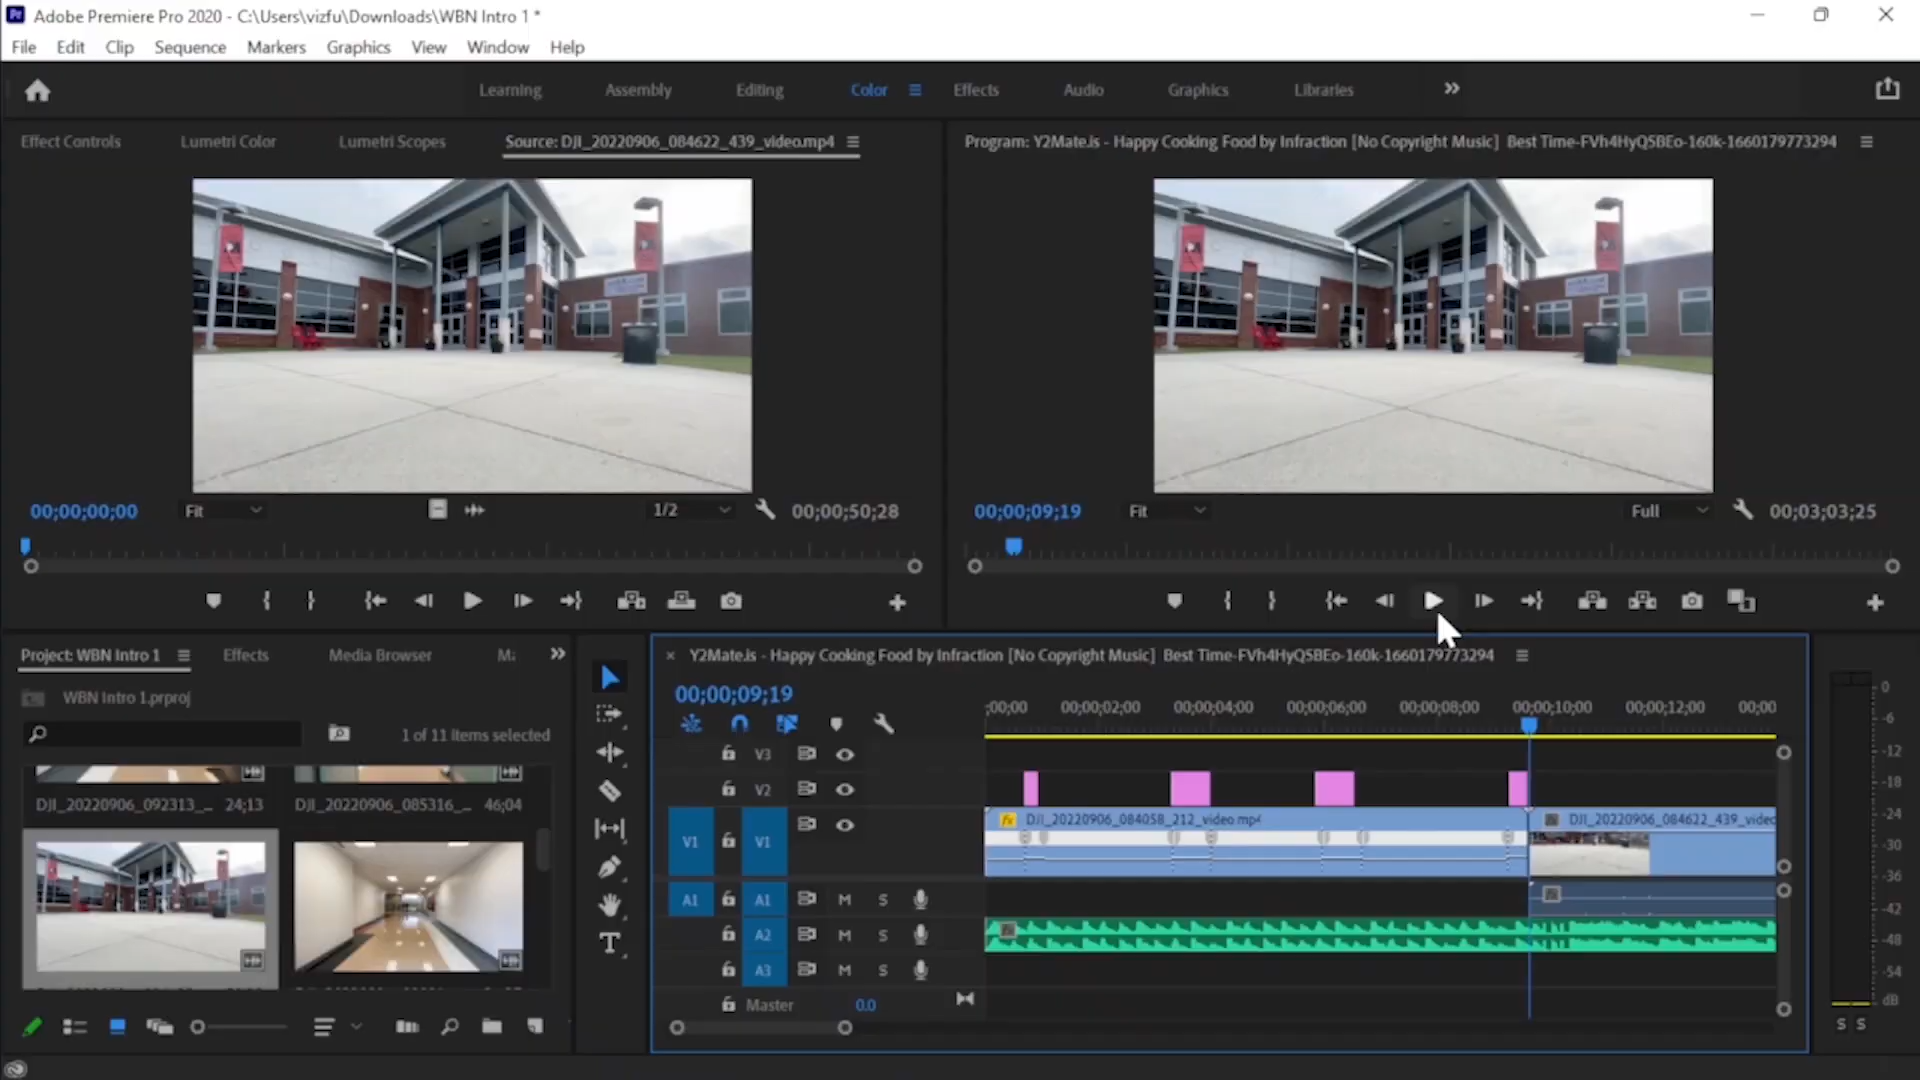 Adobe Premiere Pro 2020 - C:\Users\vizfu\Downloads\WBN Intro 1 *
File Edit Clip Sequence Markers Graphics View Window Help
Learning Assembly Editing Color Effects Audio Graphics Libraries
Effect Controls Lumetri Color Lumetri Scopes Source: DJI_20220906_084622_439_video.mp4
Program: Y2Mate.is - Happy Cooking Food by Infraction [No Copyright Music] Best Time-FVh4HyQ5BEo-160k-1660179773294
00;00;00;00 Fit 1/2 00;00;50;28
00;00;09;19 Fit Full 00;03;03;25
Project: WBN Intro 1 Effects Media Browser
WBN Intro 1.prproj
1 of 11 items selected
DJI_20220906_092313_... 24;13 DJI_20220906_085316_... 46;04
Y2Mate.is - Happy Cooking Food by Infraction [No Copyright Music] Best Time-FVh4HyQ5BEo-160k-1660179773294
00;00;09;19
;00;00 00;00;02;00 00;00;04;00 00;00;06;00 00;00;08;00 00;00;10;00 00;00;12;00 00;00
V3
V2
V1 V1
fx DJI_20220906_084058_212_video.mp4
DJI_20220906_084622_439_video
A1 A1 M S
A2 M S
A3 M S
Master 0.0
0
-6
-12
-18
-24
-30
-36
-42
-48
-54
dB
S S